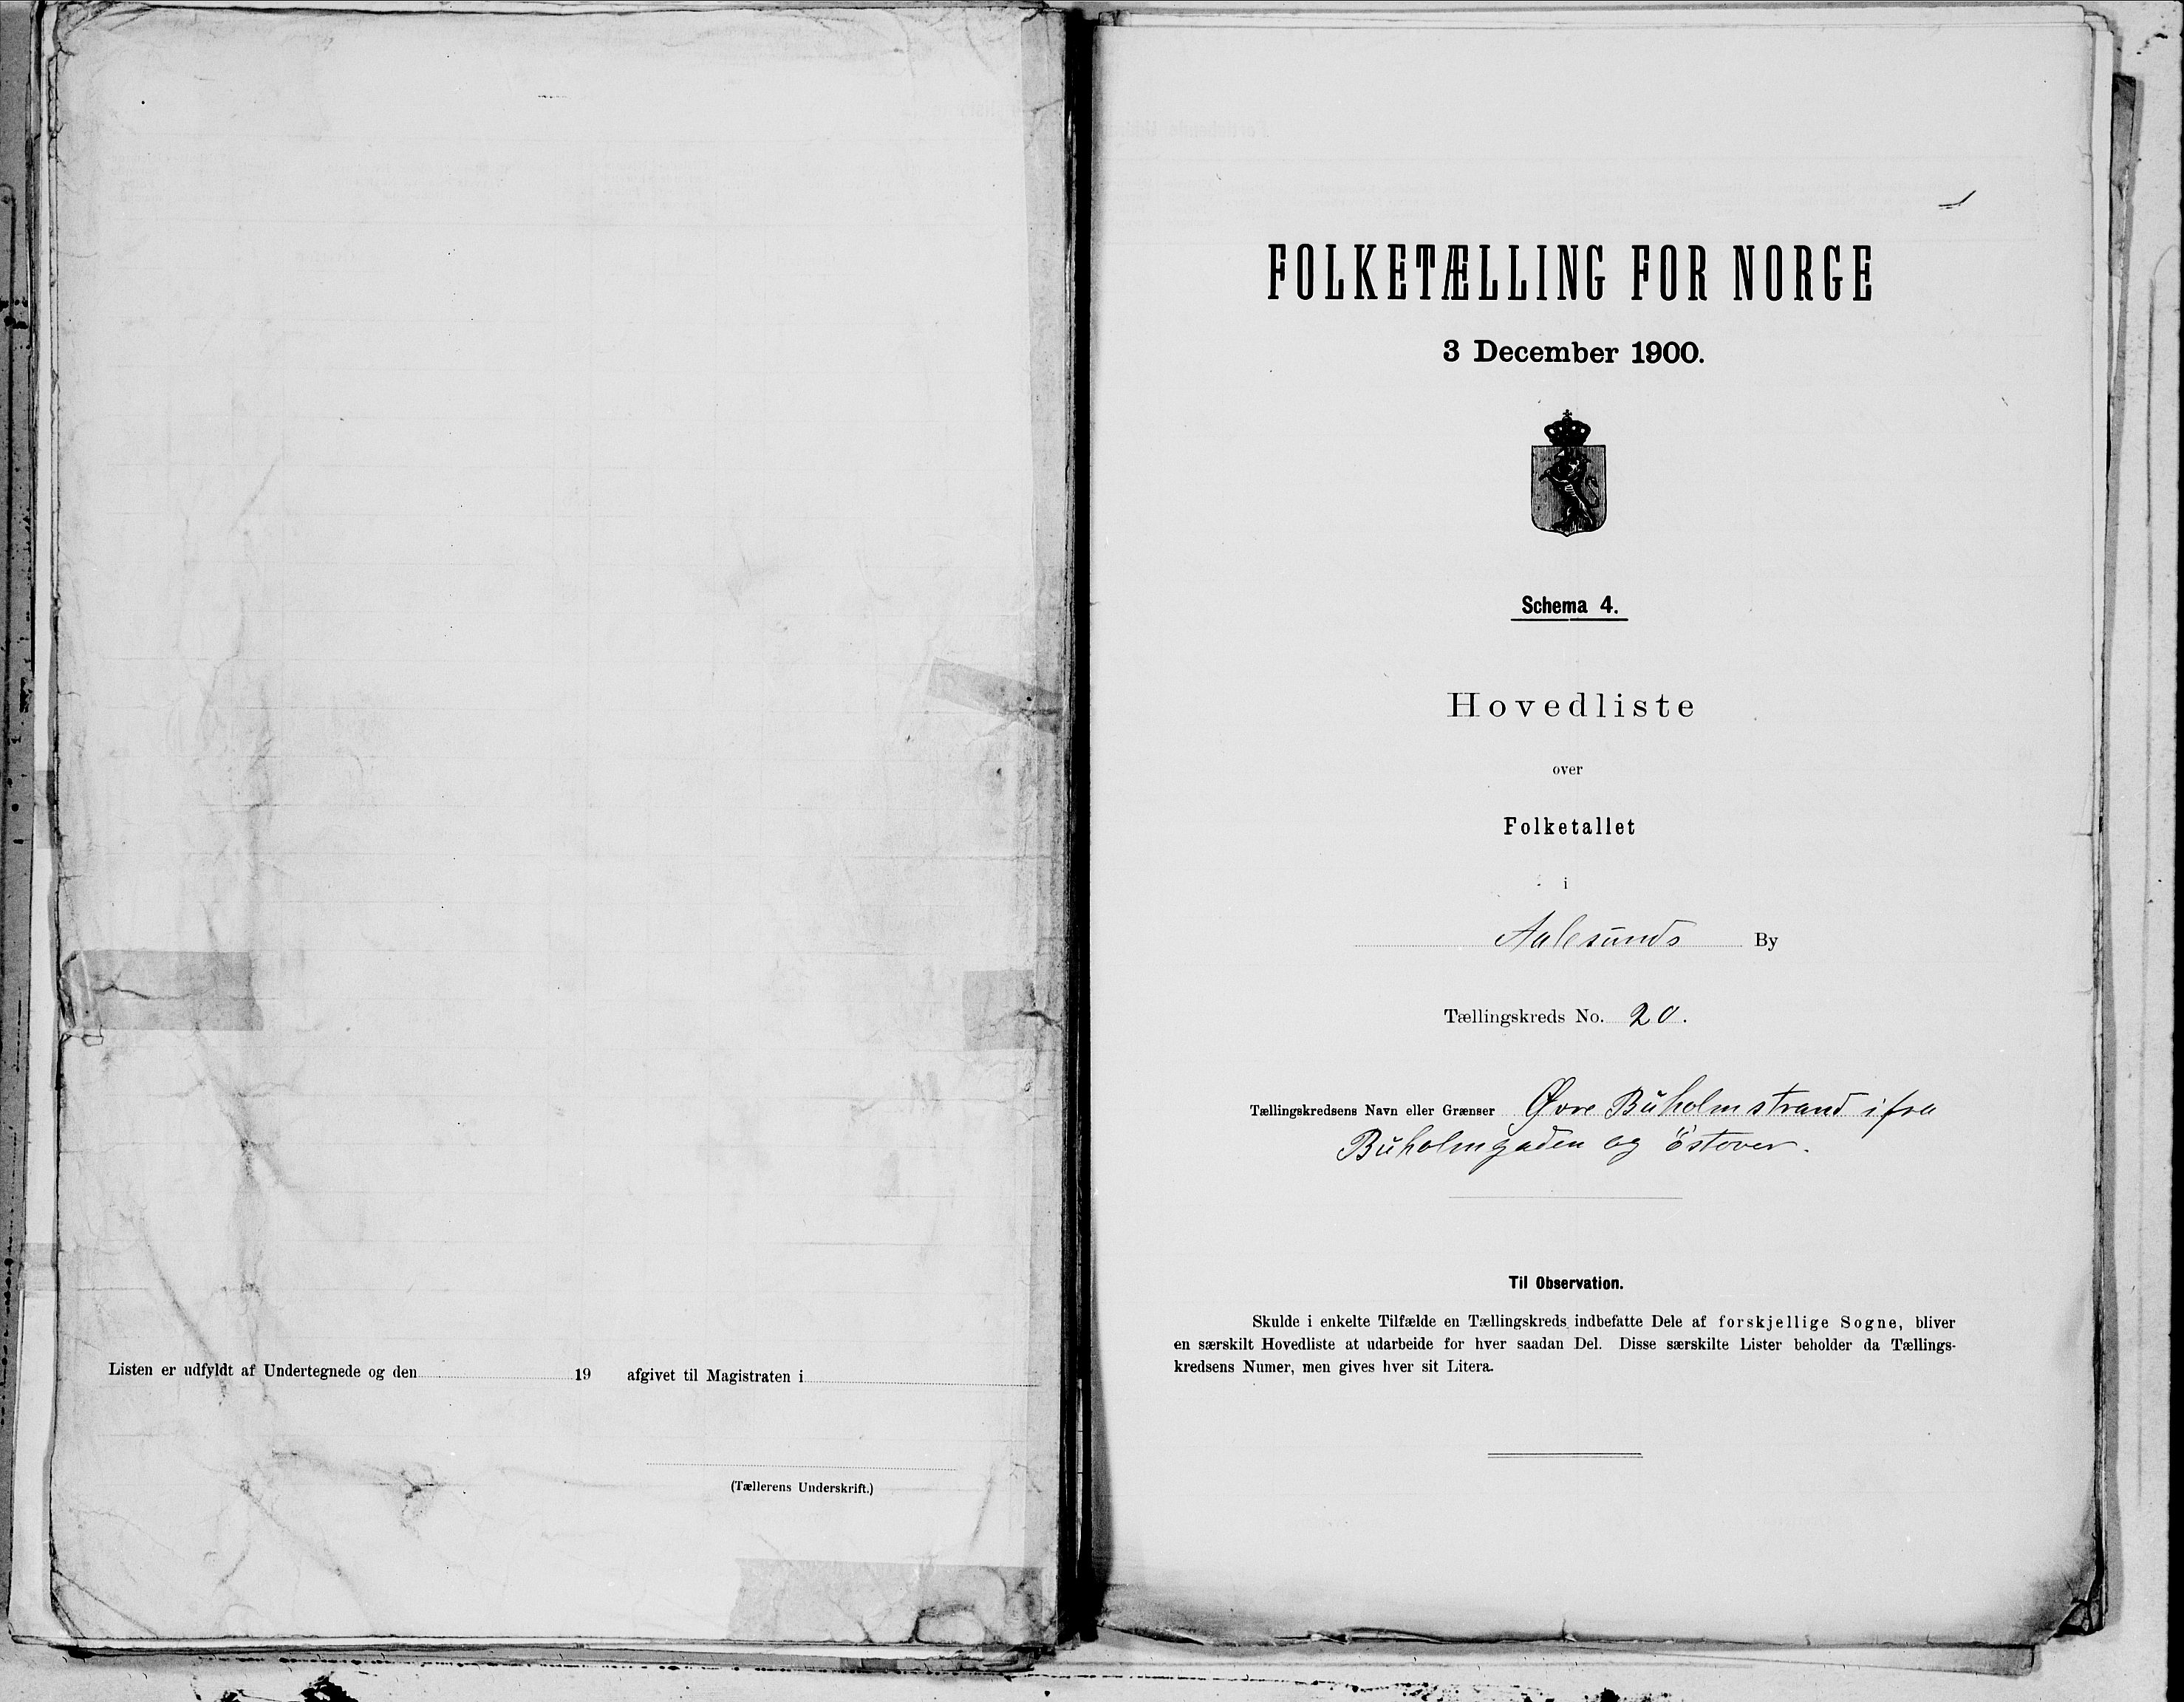 Listen er udfyldt af Undertegnede og den 19 afgivet til Magistraten i
(Tællerens Underskrift.)
FOLKETÆLLING FOR NORGE
3 December 1900.
Schema 4.
Hovedliste
over
Folketallet
i
Aalesunds By
Tællingskreds No. 20.
Tællingskredsens Navn eller Grænser Øvre Buholmstrand ifra
Buholmgaden og östover.
Til Observation.
Skulde i enkelte Tilfælde en Tællingskreds indbefatte Dele af forskjellige Sogne, bliver
en særskilt Hovedliste at udarbeide for hver saadan Del. Disse særskilte Lister beholder da Tællings-
kredsens Numer, men gives hver sit Litera.